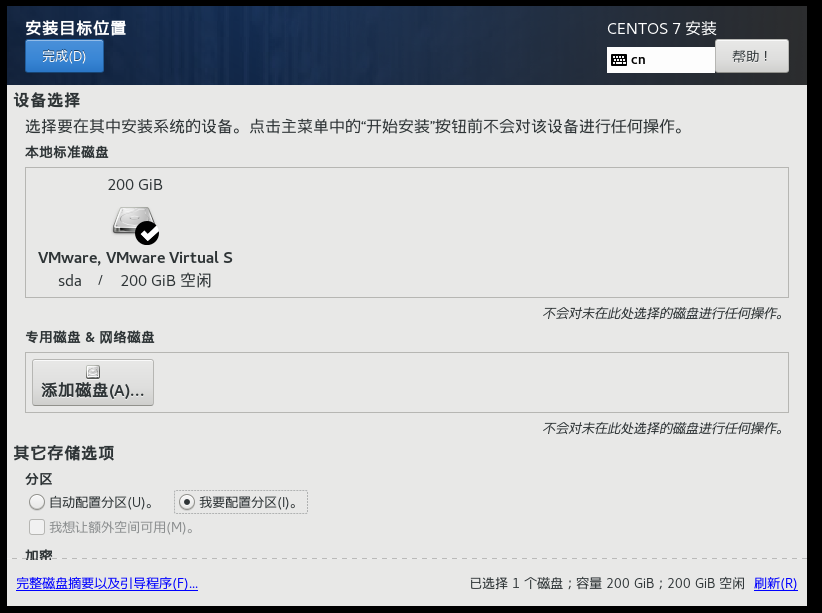 安装目标位置
CENTOS 7 安装
完成(D)
cn
帮助！
设备选择
选择要在其中安装系统的设备。点击主菜单中的“开始安装”按钮前不会对该设备进行任何操作。
本地标准磁盘
200 GiB
VMware, VMware Virtual S
sda / 200 GiB 空闲
不会对未在此处选择的磁盘进行任何操作。
专用磁盘 & 网络磁盘
添加磁盘(A)...
不会对未在此处选择的磁盘进行任何操作。
其它存储选项
分区
自动配置分区(U)。 我要配置分区(I)。
我想让额外空间可用(M)。
加密
完整磁盘摘要以及引导程序(F)... 已选择 1 个磁盘；容量 200 GiB；200 GiB 空闲 刷新(R)